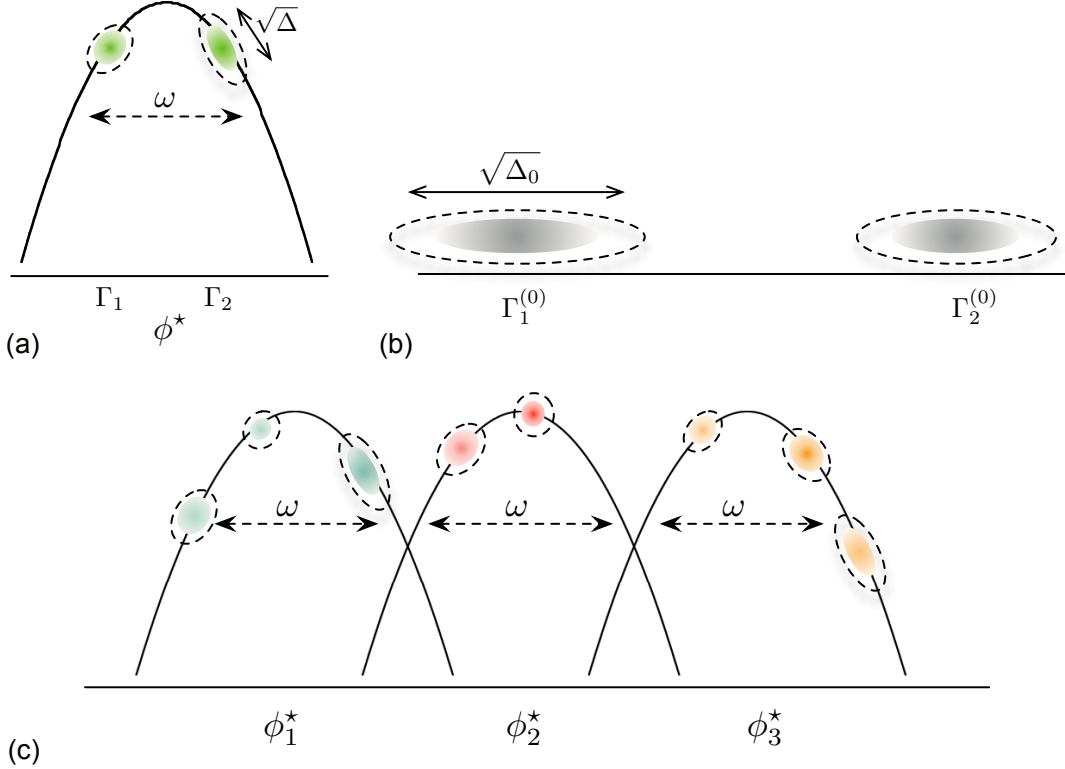 √Δ
ω
Γ₁ Γ₂
ϕ*
(a)
√Δ₀
Γ₁⁽⁰⁾ Γ₂⁽⁰⁾
(b)
ω ω ω
ϕ₁* ϕ₂* ϕ₃*
(c)